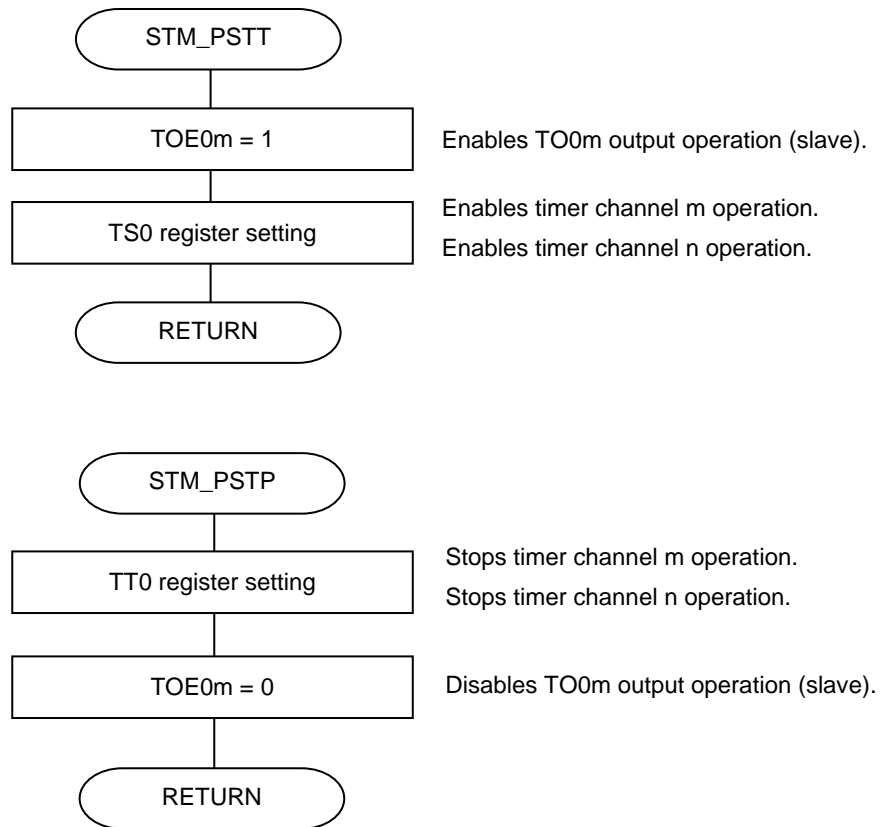 STM_PSTT
TOE0m = 1
Enables TO0m output operation (slave).
TS0 register setting
Enables timer channel m operation.
Enables timer channel n operation.
RETURN
STM_PSTP
TT0 register setting
Stops timer channel m operation.
Stops timer channel n operation.
TOE0m = 0
Disables TO0m output operation (slave).
RETURN